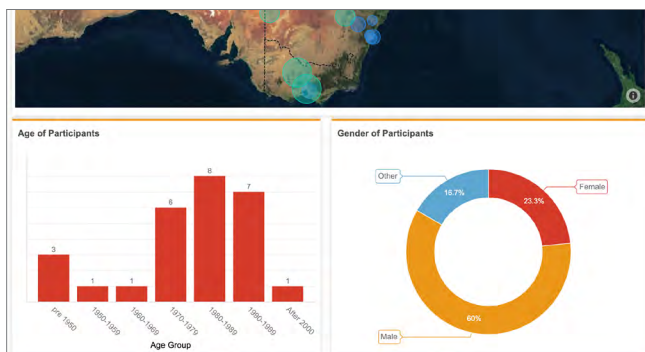 i
Age of Participants
3
1
1
6
8
7
1
pre 1950
1950-1959
1960-1969
1970-1979
1980-1989
1990-1999
After 2000
Age Group
Gender of Participants
Other
16.7%
Female
23.3%
Male
60%